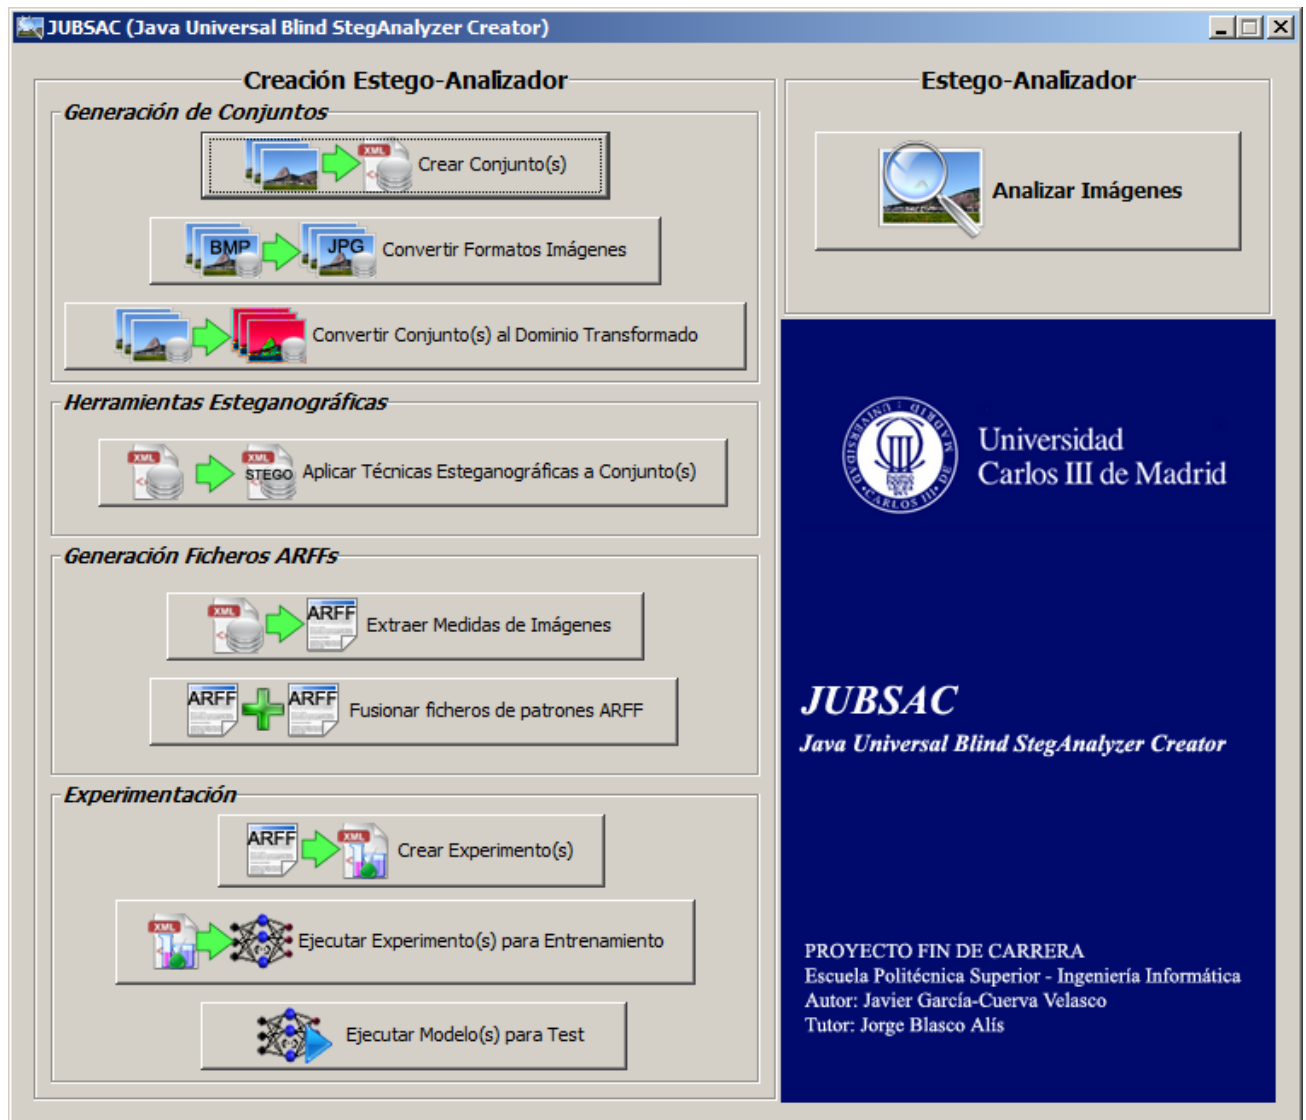 JUBSAC (Java Universal Blind StegAnalyzer Creator)
Creación Estego-Analizador
Generación de Conjuntos
XML
Crear Conjunto(s)
BMP
JPG
Convertir Formatos Imágenes
Convertir Conjunto(s) al Dominio Transformado
Herramientas Esteganográficas
XML
XML
STEGO
Aplicar Técnicas Esteganográficas a Conjunto(s)
Generación Ficheros ARFFs
XML
ARFF
Extraer Medidas de Imágenes
ARFF
ARFF
Fusionar ficheros de patrones ARFF
Experimentación
ARFF
XML
Crear Experimento(s)
XML
Ejecutar Experimento(s) para Entrenamiento
Ejecutar Modelo(s) para Test
Estego-Analizador
Analizar Imágenes
UNIVERSIDAD · CARLOS III · DE MADRID
Universidad
Carlos III de Madrid
JUBSAC
Java Universal Blind StegAnalyzer Creator
PROYECTO FIN DE CARRERA
Escuela Politécnica Superior - Ingeniería Informática
Autor: Javier García-Cuerva Velasco
Tutor: Jorge Blasco Alís